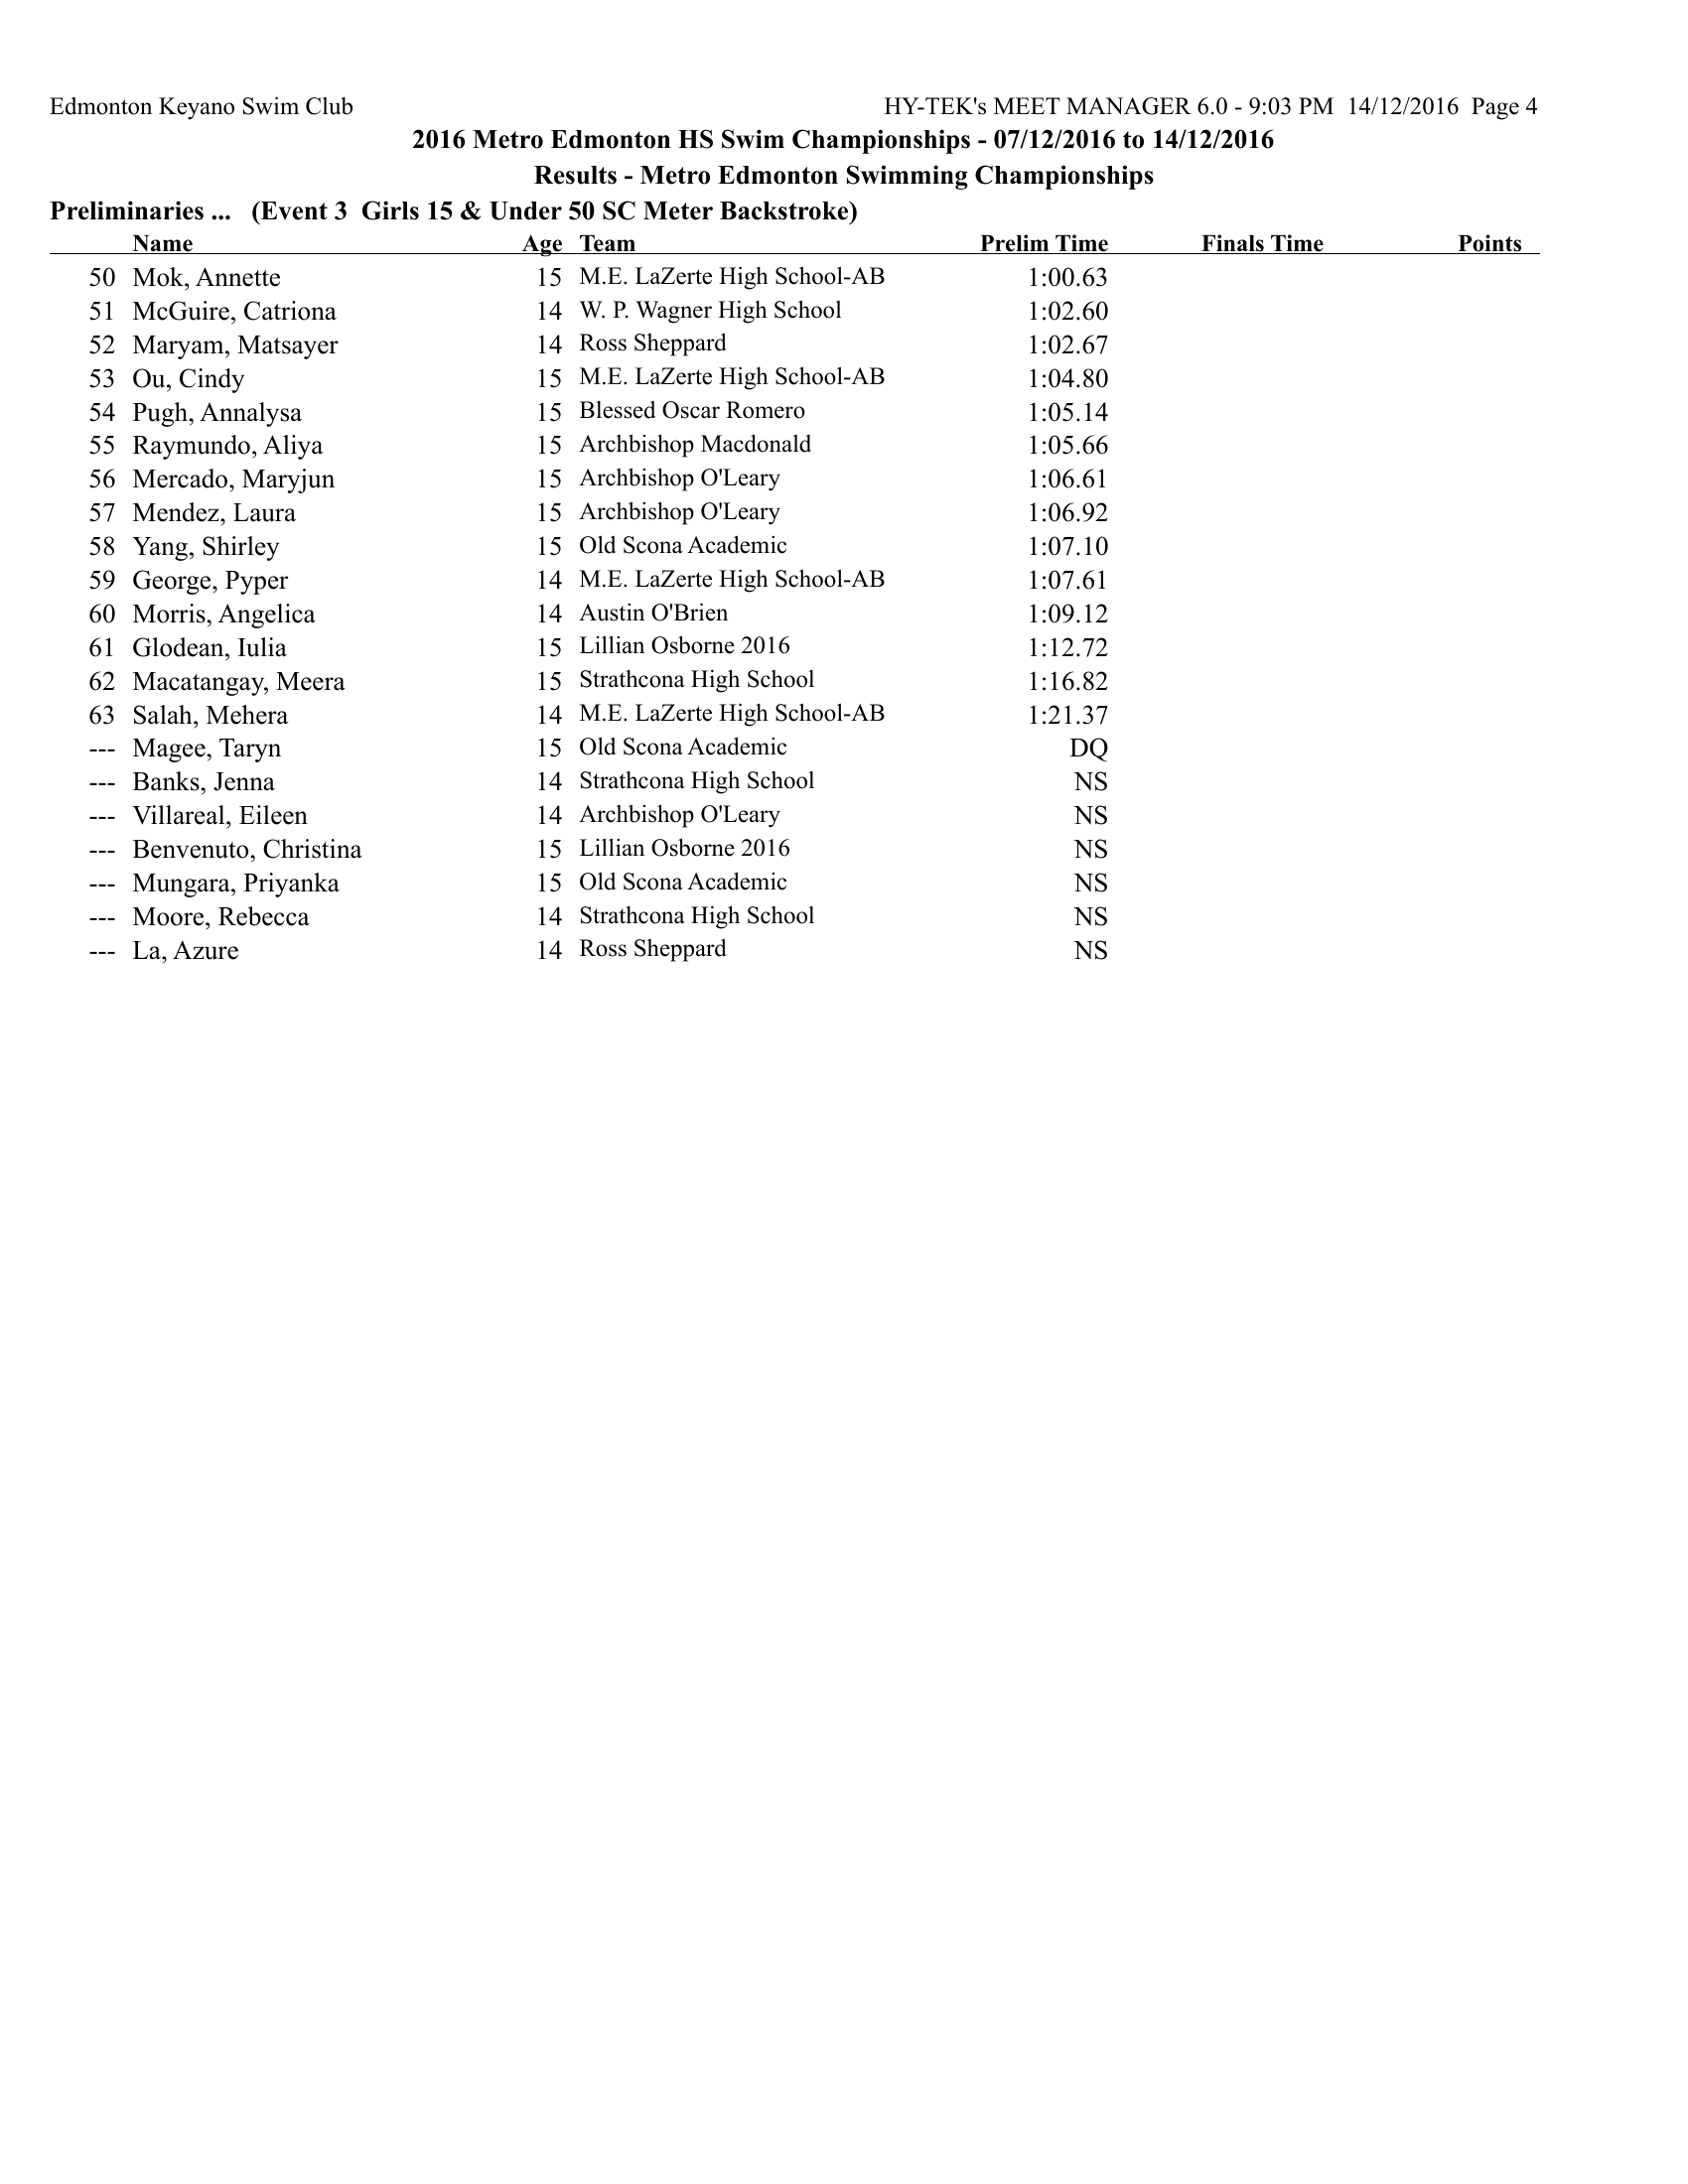 Edmonton Keyano Swim Club HY-TEK's MEET MANAGER 6.0 - 9:03 PM 14/12/2016 Page 4
2016 Metro Edmonton HS Swim Championships - 07/12/2016 to 14/12/2016
Results - Metro Edmonton Swimming Championships
Preliminaries ... (Event 3 Girls 15 & Under 50 SC Meter Backstroke)
Name Age Team Prelim Time Finals Time Points
50 Mok, Annette 15 M.E. LaZerte High School-AB 1:00.63
51 McGuire, Catriona 14 W. P. Wagner High School 1:02.60
52 Maryam, Matsayer 14 Ross Sheppard 1:02.67
53 Ou, Cindy 15 M.E. LaZerte High School-AB 1:04.80
54 Pugh, Annalysa 15 Blessed Oscar Romero 1:05.14
55 Raymundo, Aliya 15 Archbishop Macdonald 1:05.66
56 Mercado, Maryjun 15 Archbishop O'Leary 1:06.61
57 Mendez, Laura 15 Archbishop O'Leary 1:06.92
58 Yang, Shirley 15 Old Scona Academic 1:07.10
59 George, Pyper 14 M.E. LaZerte High School-AB 1:07.61
60 Morris, Angelica 14 Austin O'Brien 1:09.12
61 Glodean, Iulia 15 Lillian Osborne 2016 1:12.72
62 Macatangay, Meera 15 Strathcona High School 1:16.82
63 Salah, Mehera 14 M.E. LaZerte High School-AB 1:21.37
--- Magee, Taryn 15 Old Scona Academic DQ
--- Banks, Jenna 14 Strathcona High School NS
--- Villareal, Eileen 14 Archbishop O'Leary NS
--- Benvenuto, Christina 15 Lillian Osborne 2016 NS
--- Mungara, Priyanka 15 Old Scona Academic NS
--- Moore, Rebecca 14 Strathcona High School NS
--- La, Azure 14 Ross Sheppard NS